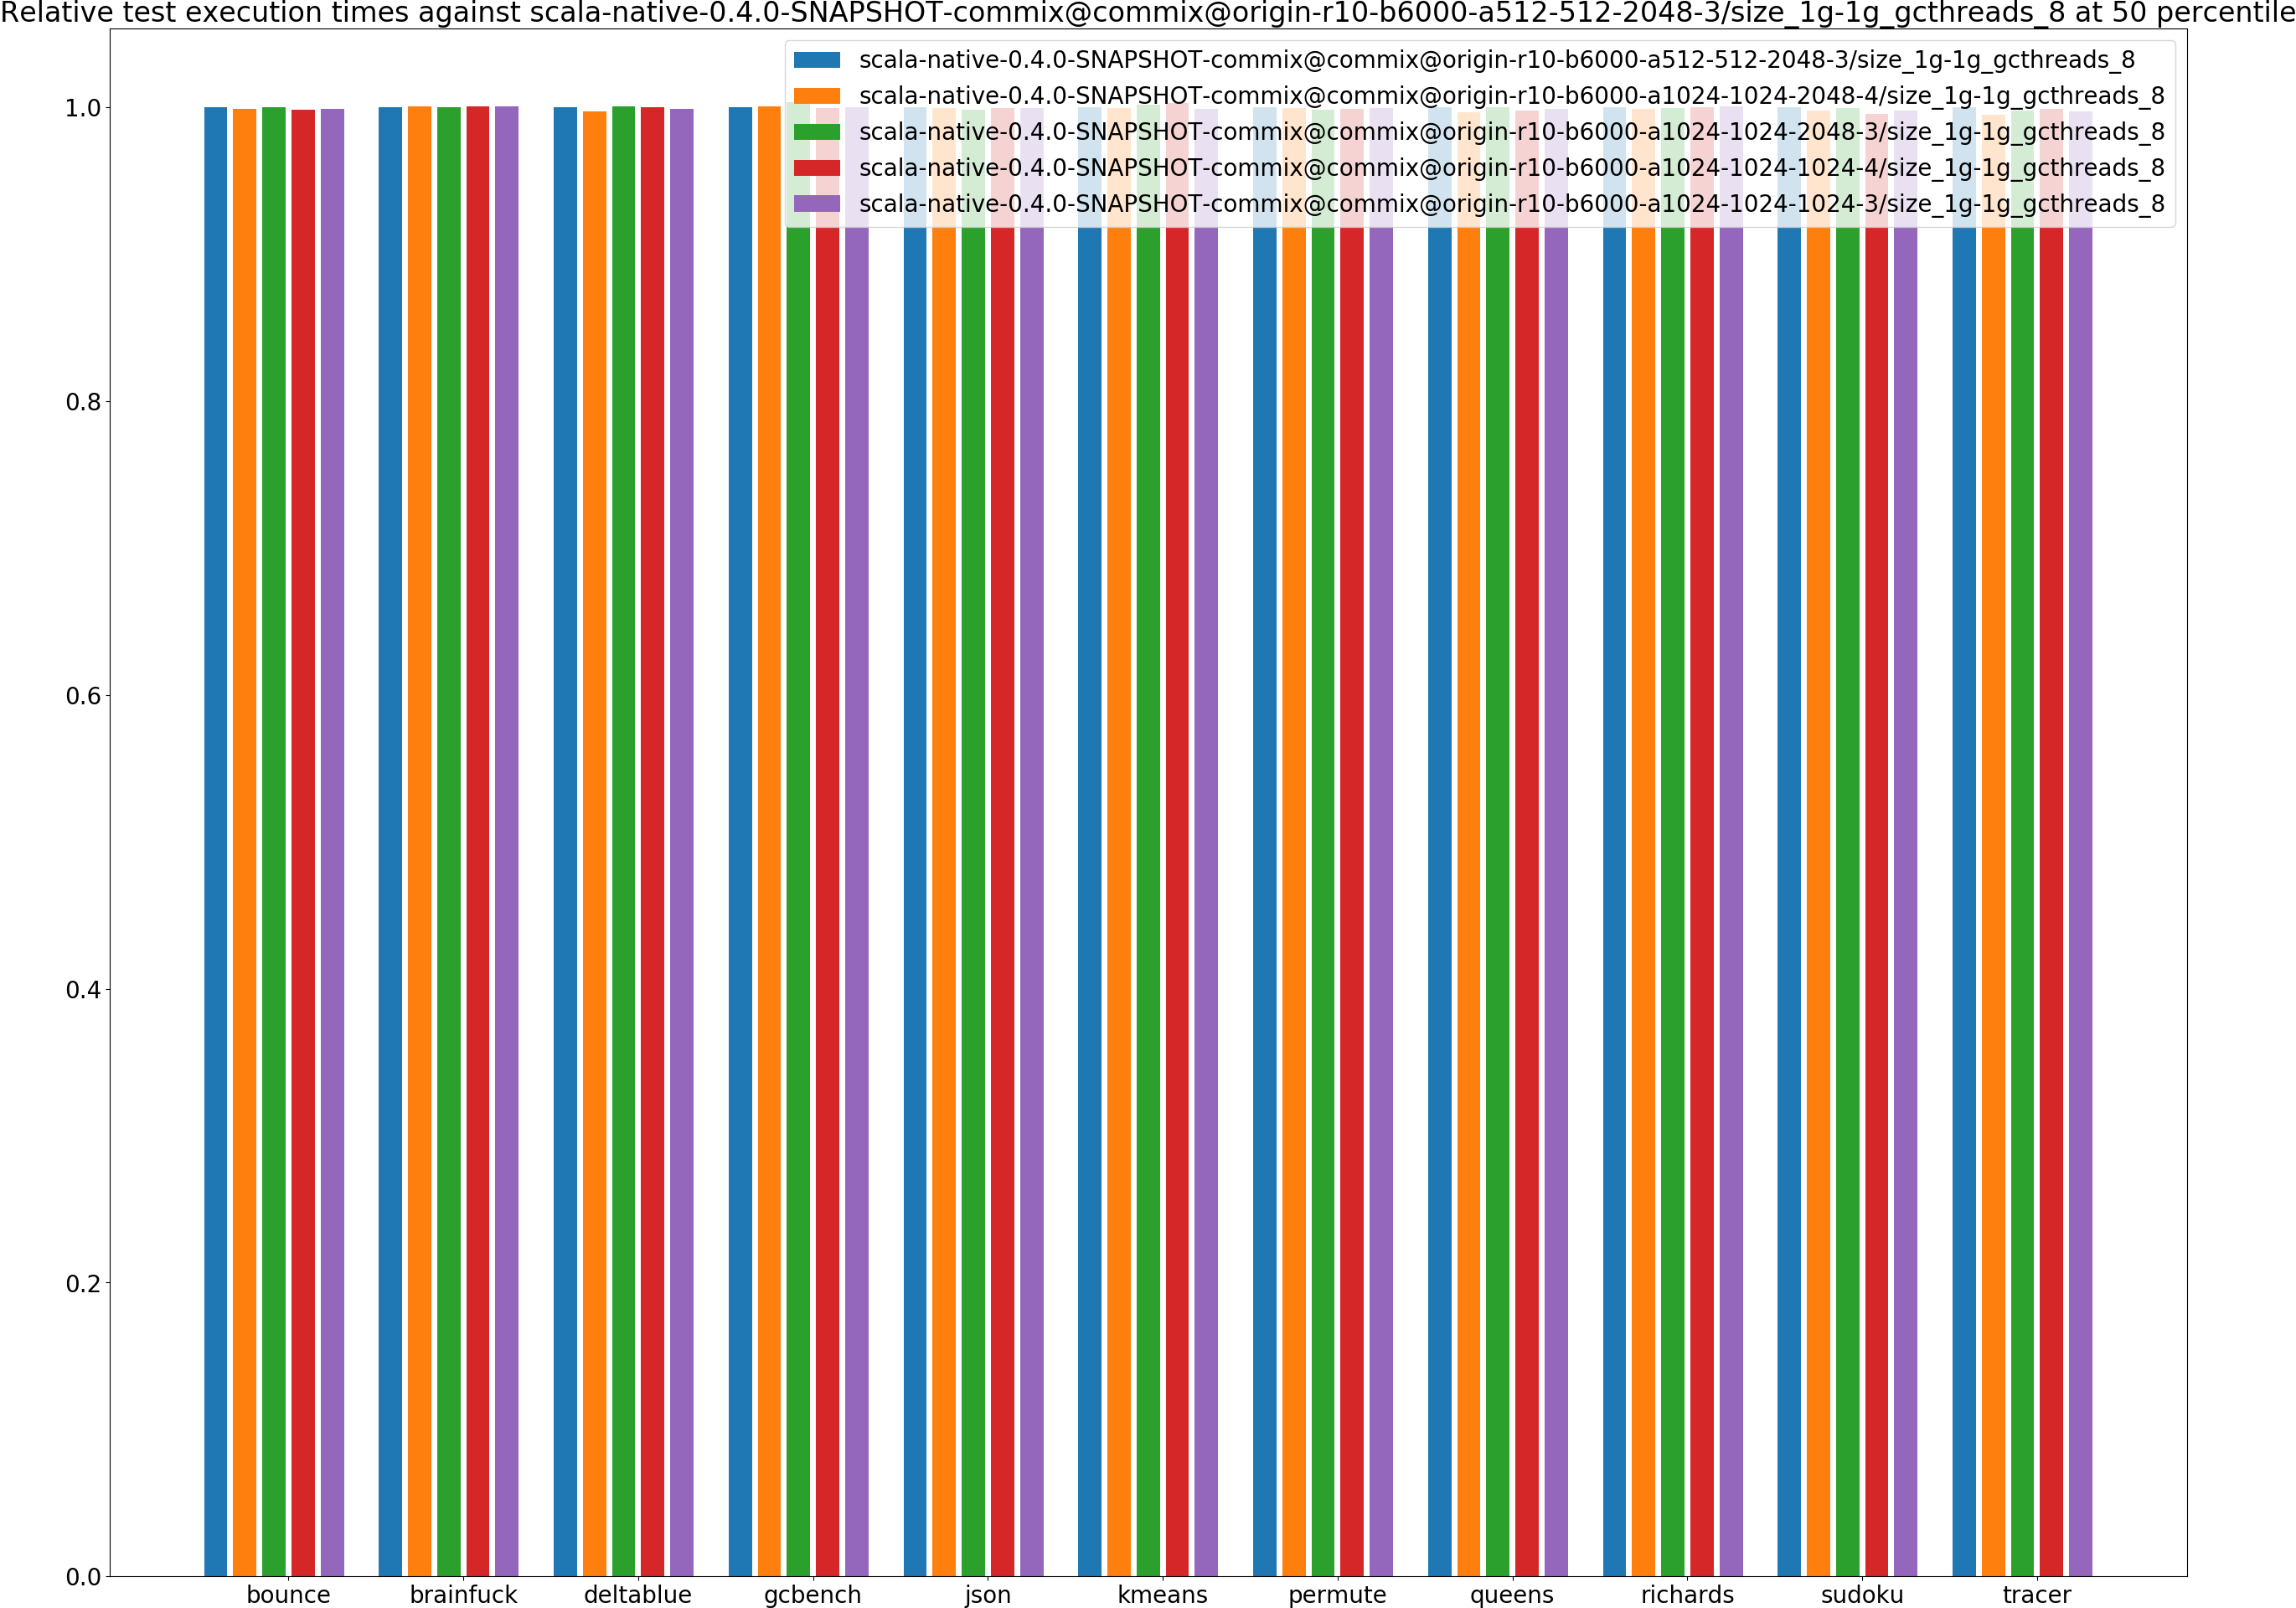 Relative test execution times against scala-native-0.4.0-SNAPSHOT-commix@commix@origin-r10-b6000-a512-512-2048-3/size_1g-1g_gcthreads_8 at 50 percentile
scala-native-0.4.0-SNAPSHOT-commix@commix@origin-r10-b6000-a512-512-2048-3/size_1g-1g_gcthreads_8
scala-native-0.4.0-SNAPSHOT-commix@commix@origin-r10-b6000-a1024-1024-2048-4/size_1g-1g_gcthreads_8
scala-native-0.4.0-SNAPSHOT-commix@commix@origin-r10-b6000-a1024-1024-2048-3/size_1g-1g_gcthreads_8
scala-native-0.4.0-SNAPSHOT-commix@commix@origin-r10-b6000-a1024-1024-1024-4/size_1g-1g_gcthreads_8
scala-native-0.4.0-SNAPSHOT-commix@commix@origin-r10-b6000-a1024-1024-1024-3/size_1g-1g_gcthreads_8
1.0
0.8
0.6
0.4
0.2
0.0
bounce brainfuck deltablue gcbench json kmeans permute queens richards sudoku tracer